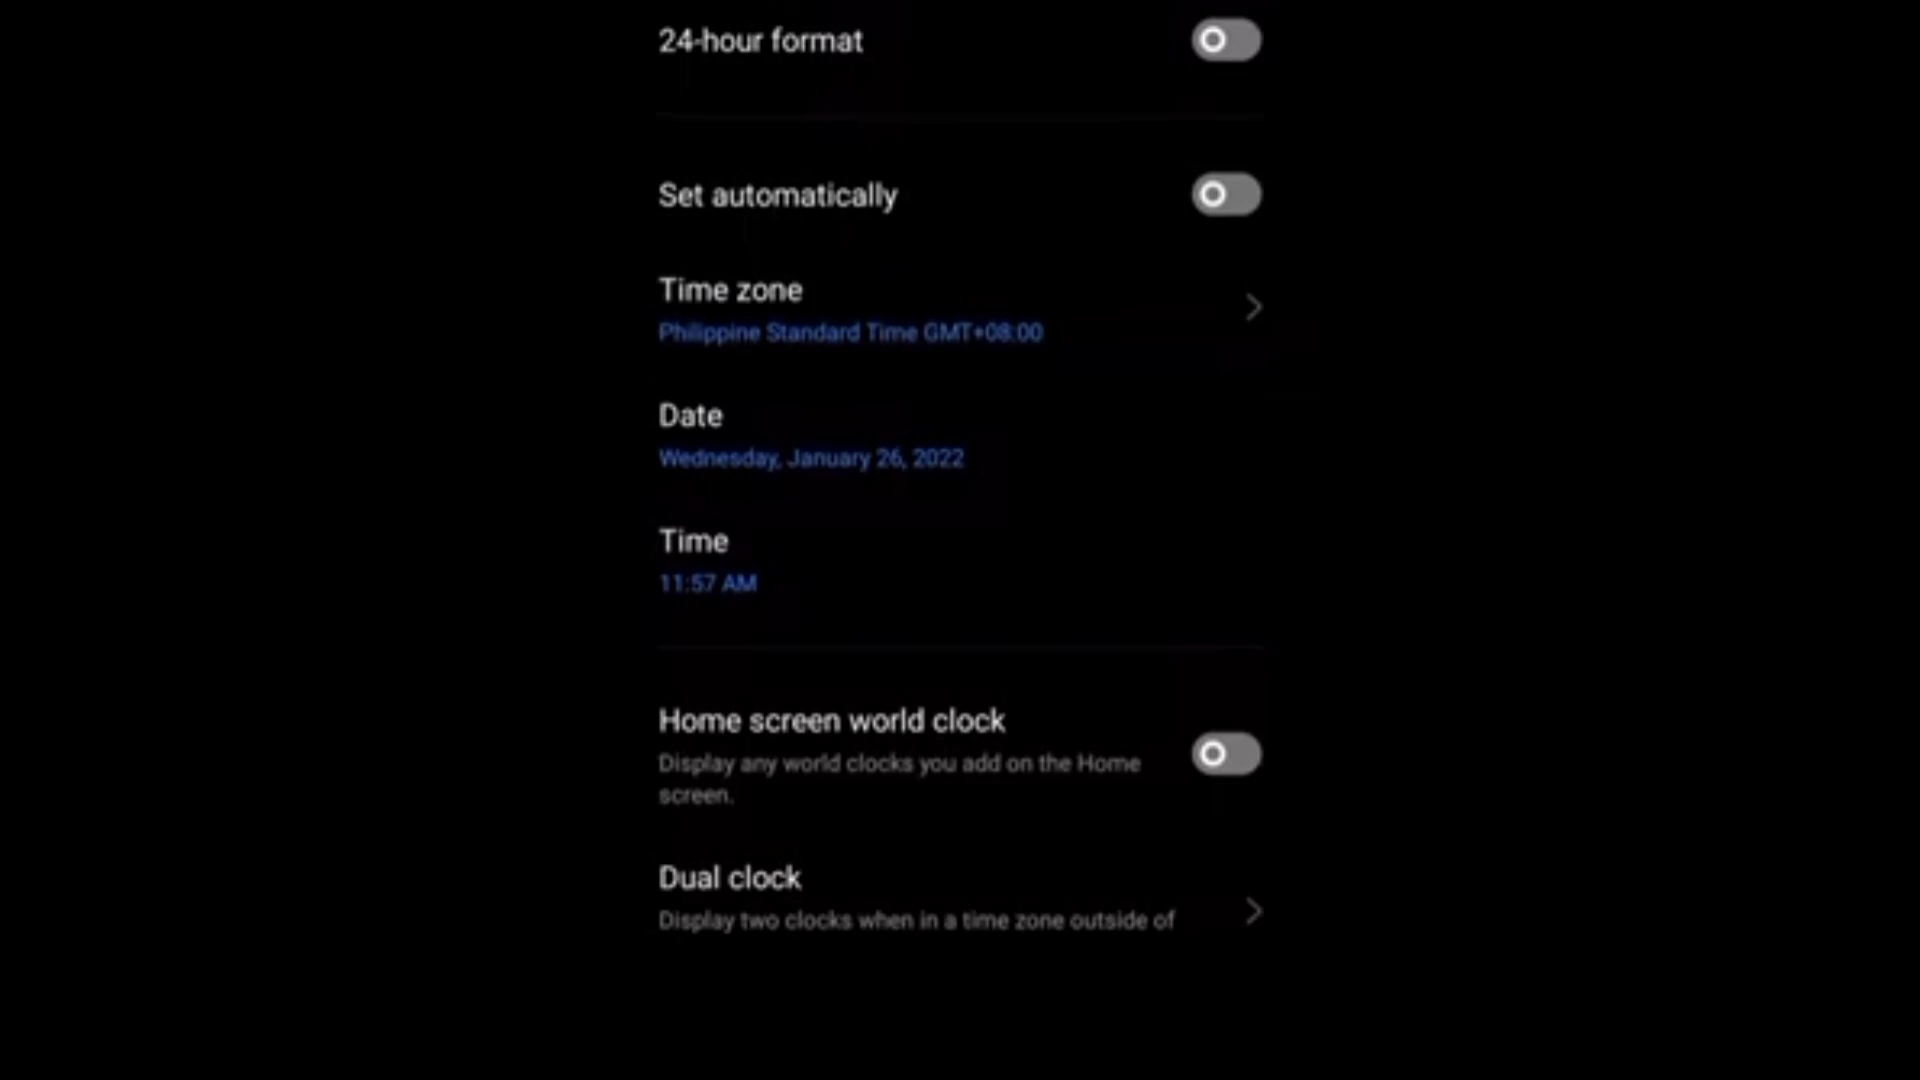 24-hour format
Set automatically
Time zone
Philippine Standard Time GMT+08:00
Date
Wednesday, January 26, 2022
Time
11:57 AM
Home screen world clock
Display any world clocks you add on the Home
screen.
Dual clock
Display two clocks when in a time zone outside of